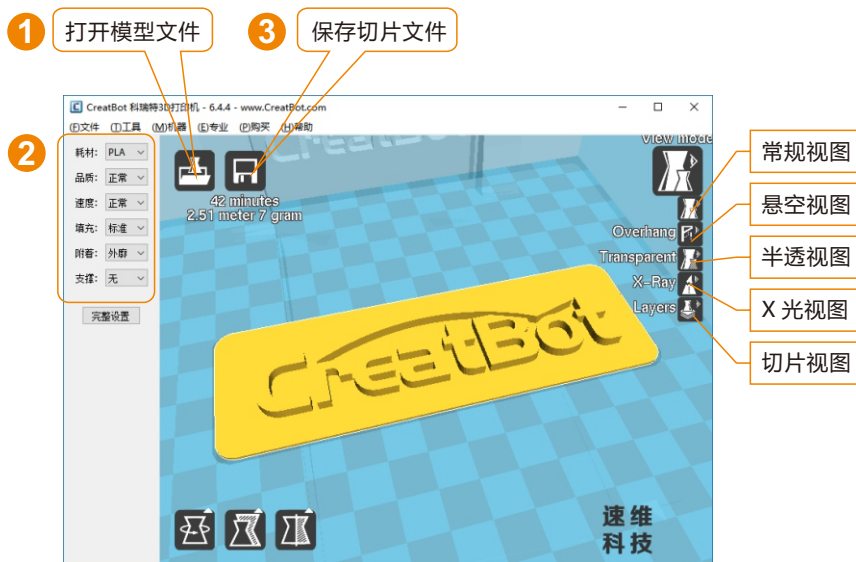 1 打开模型文件
3 保存切片文件
CreatBot 科瑞特3D打印机 - 6.4.4 - www.CreatBot.com
(F)文件 (T)工具 (M)机器 (E)专业 (P)购买 (H)帮助
2
耗材: PLA
品质: 正常
速度: 正常
填充: 标准
附着: 外廓
支撑: 无
完整设置
42 minutes
2.51 meter 7 gram
View mode
Overhang
Transparent
X-Ray
Layers
常规视图
悬空视图
半透视图
X 光视图
切片视图
CreatBot
CreatBot
速维
科技